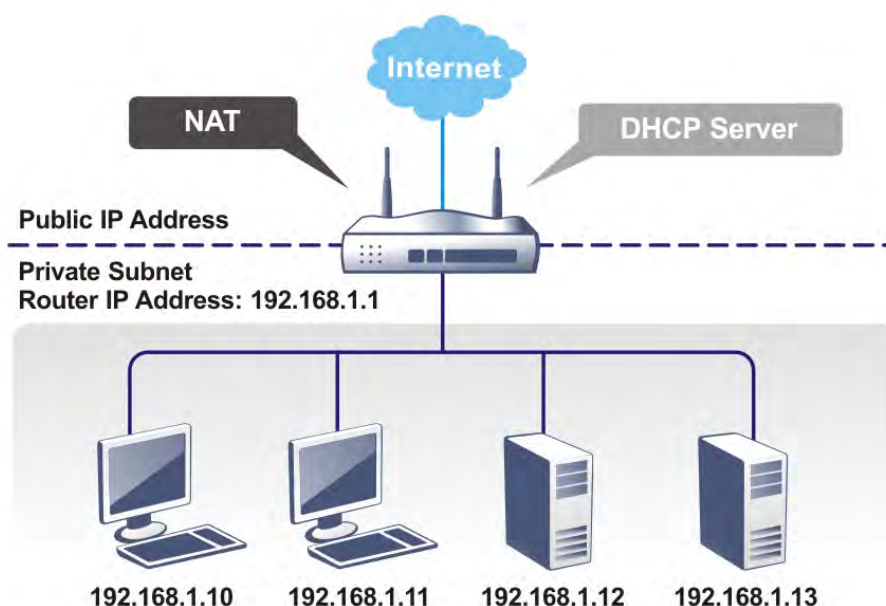 Internet
NAT
DHCP Server
Public IP Address
Private Subnet
Router IP Address: 192.168.1.1
192.168.1.10
192.168.1.11
192.168.1.12
192.168.1.13